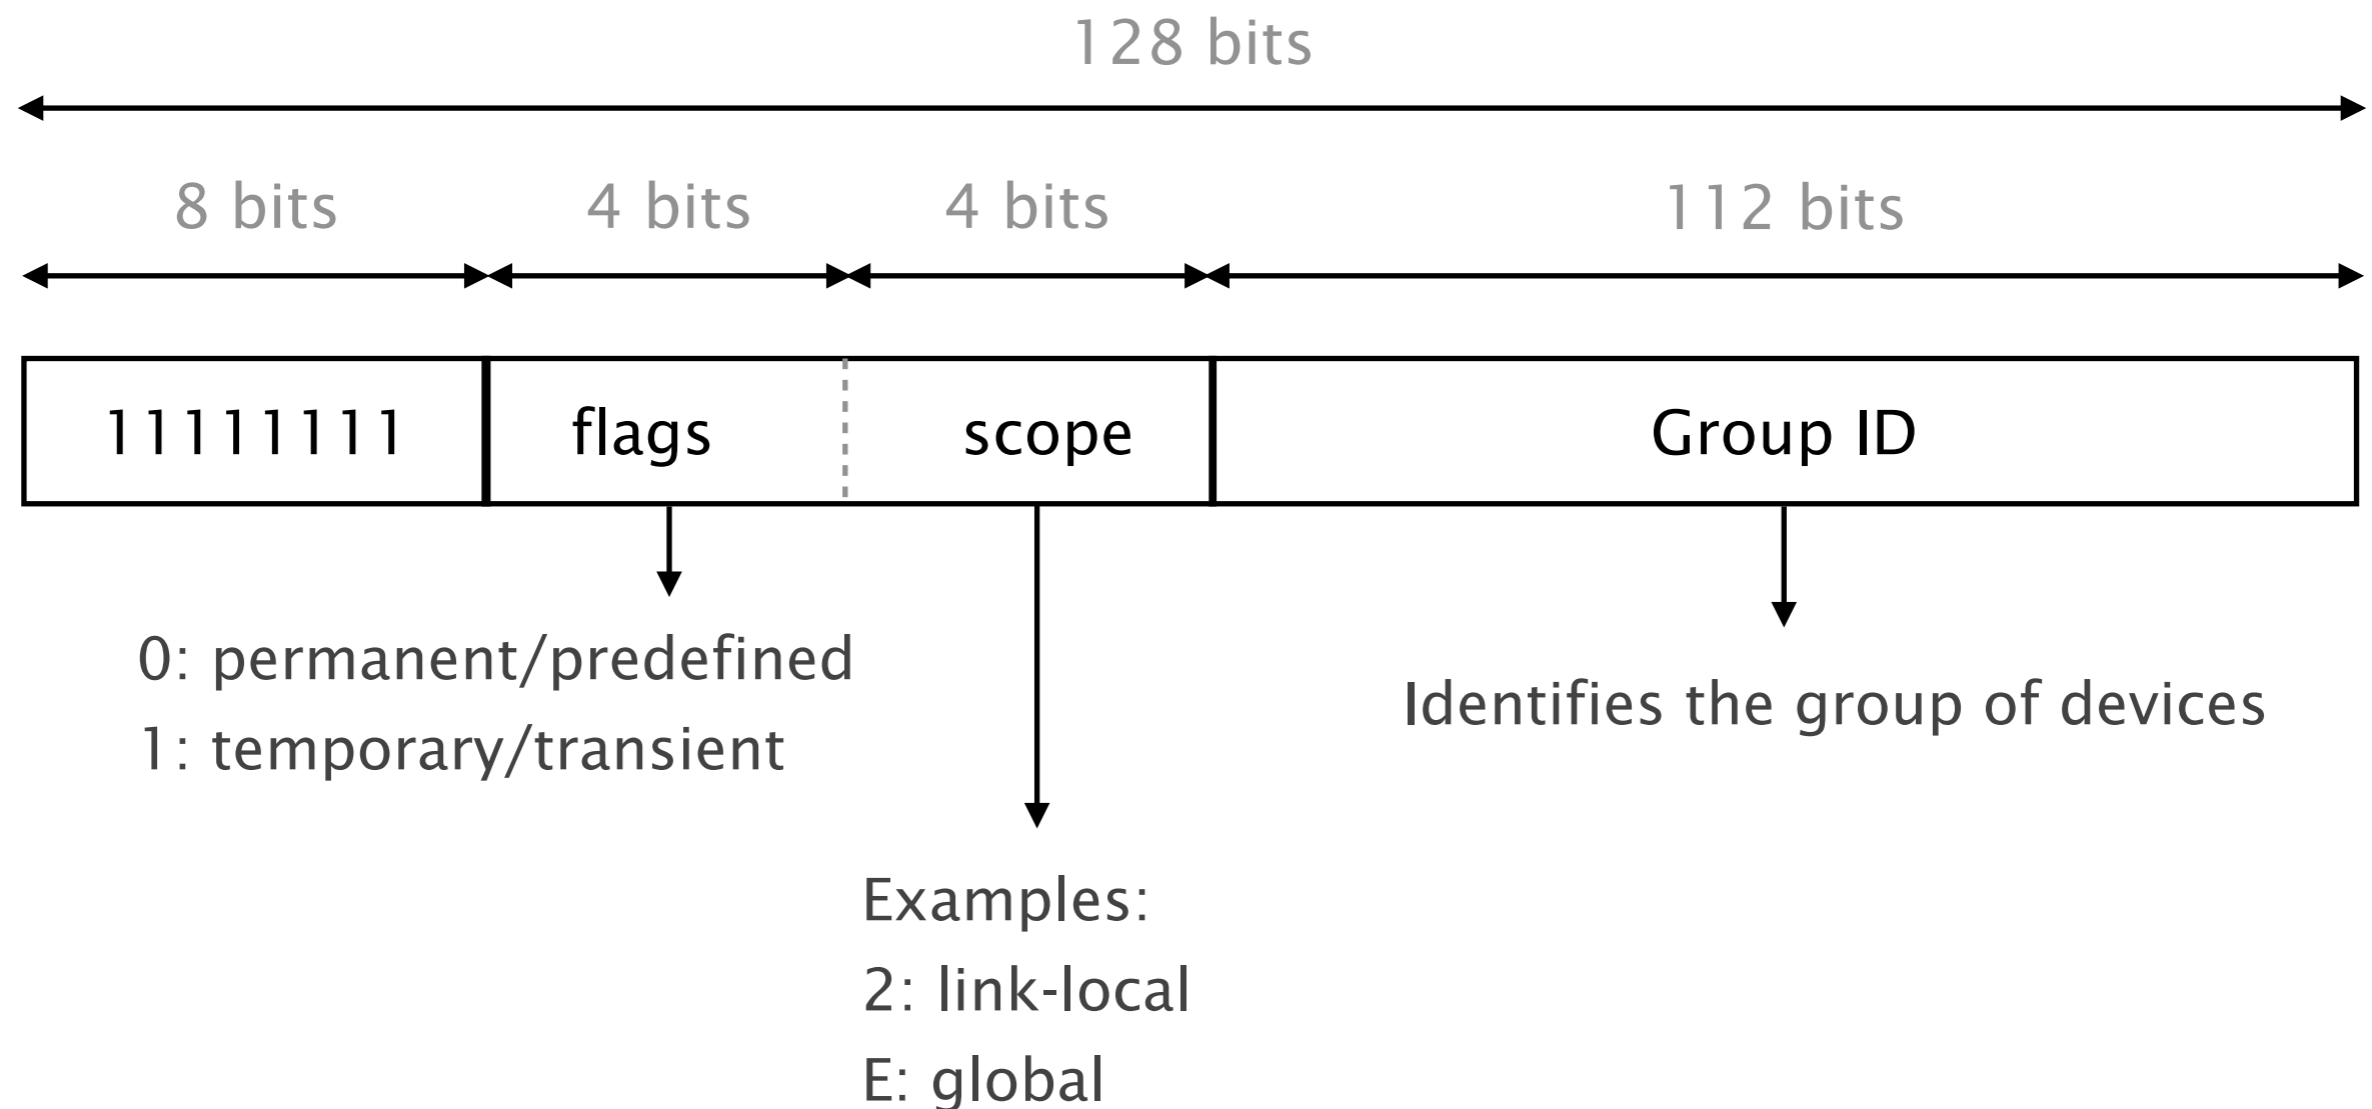 128 bits
8 bits 4 bits 4 bits 112 bits
11111111 flags scope Group ID
0: permanent/predefined
1: temporary/transient
Identifies the group of devices
Examples:
2: link-local
E: global